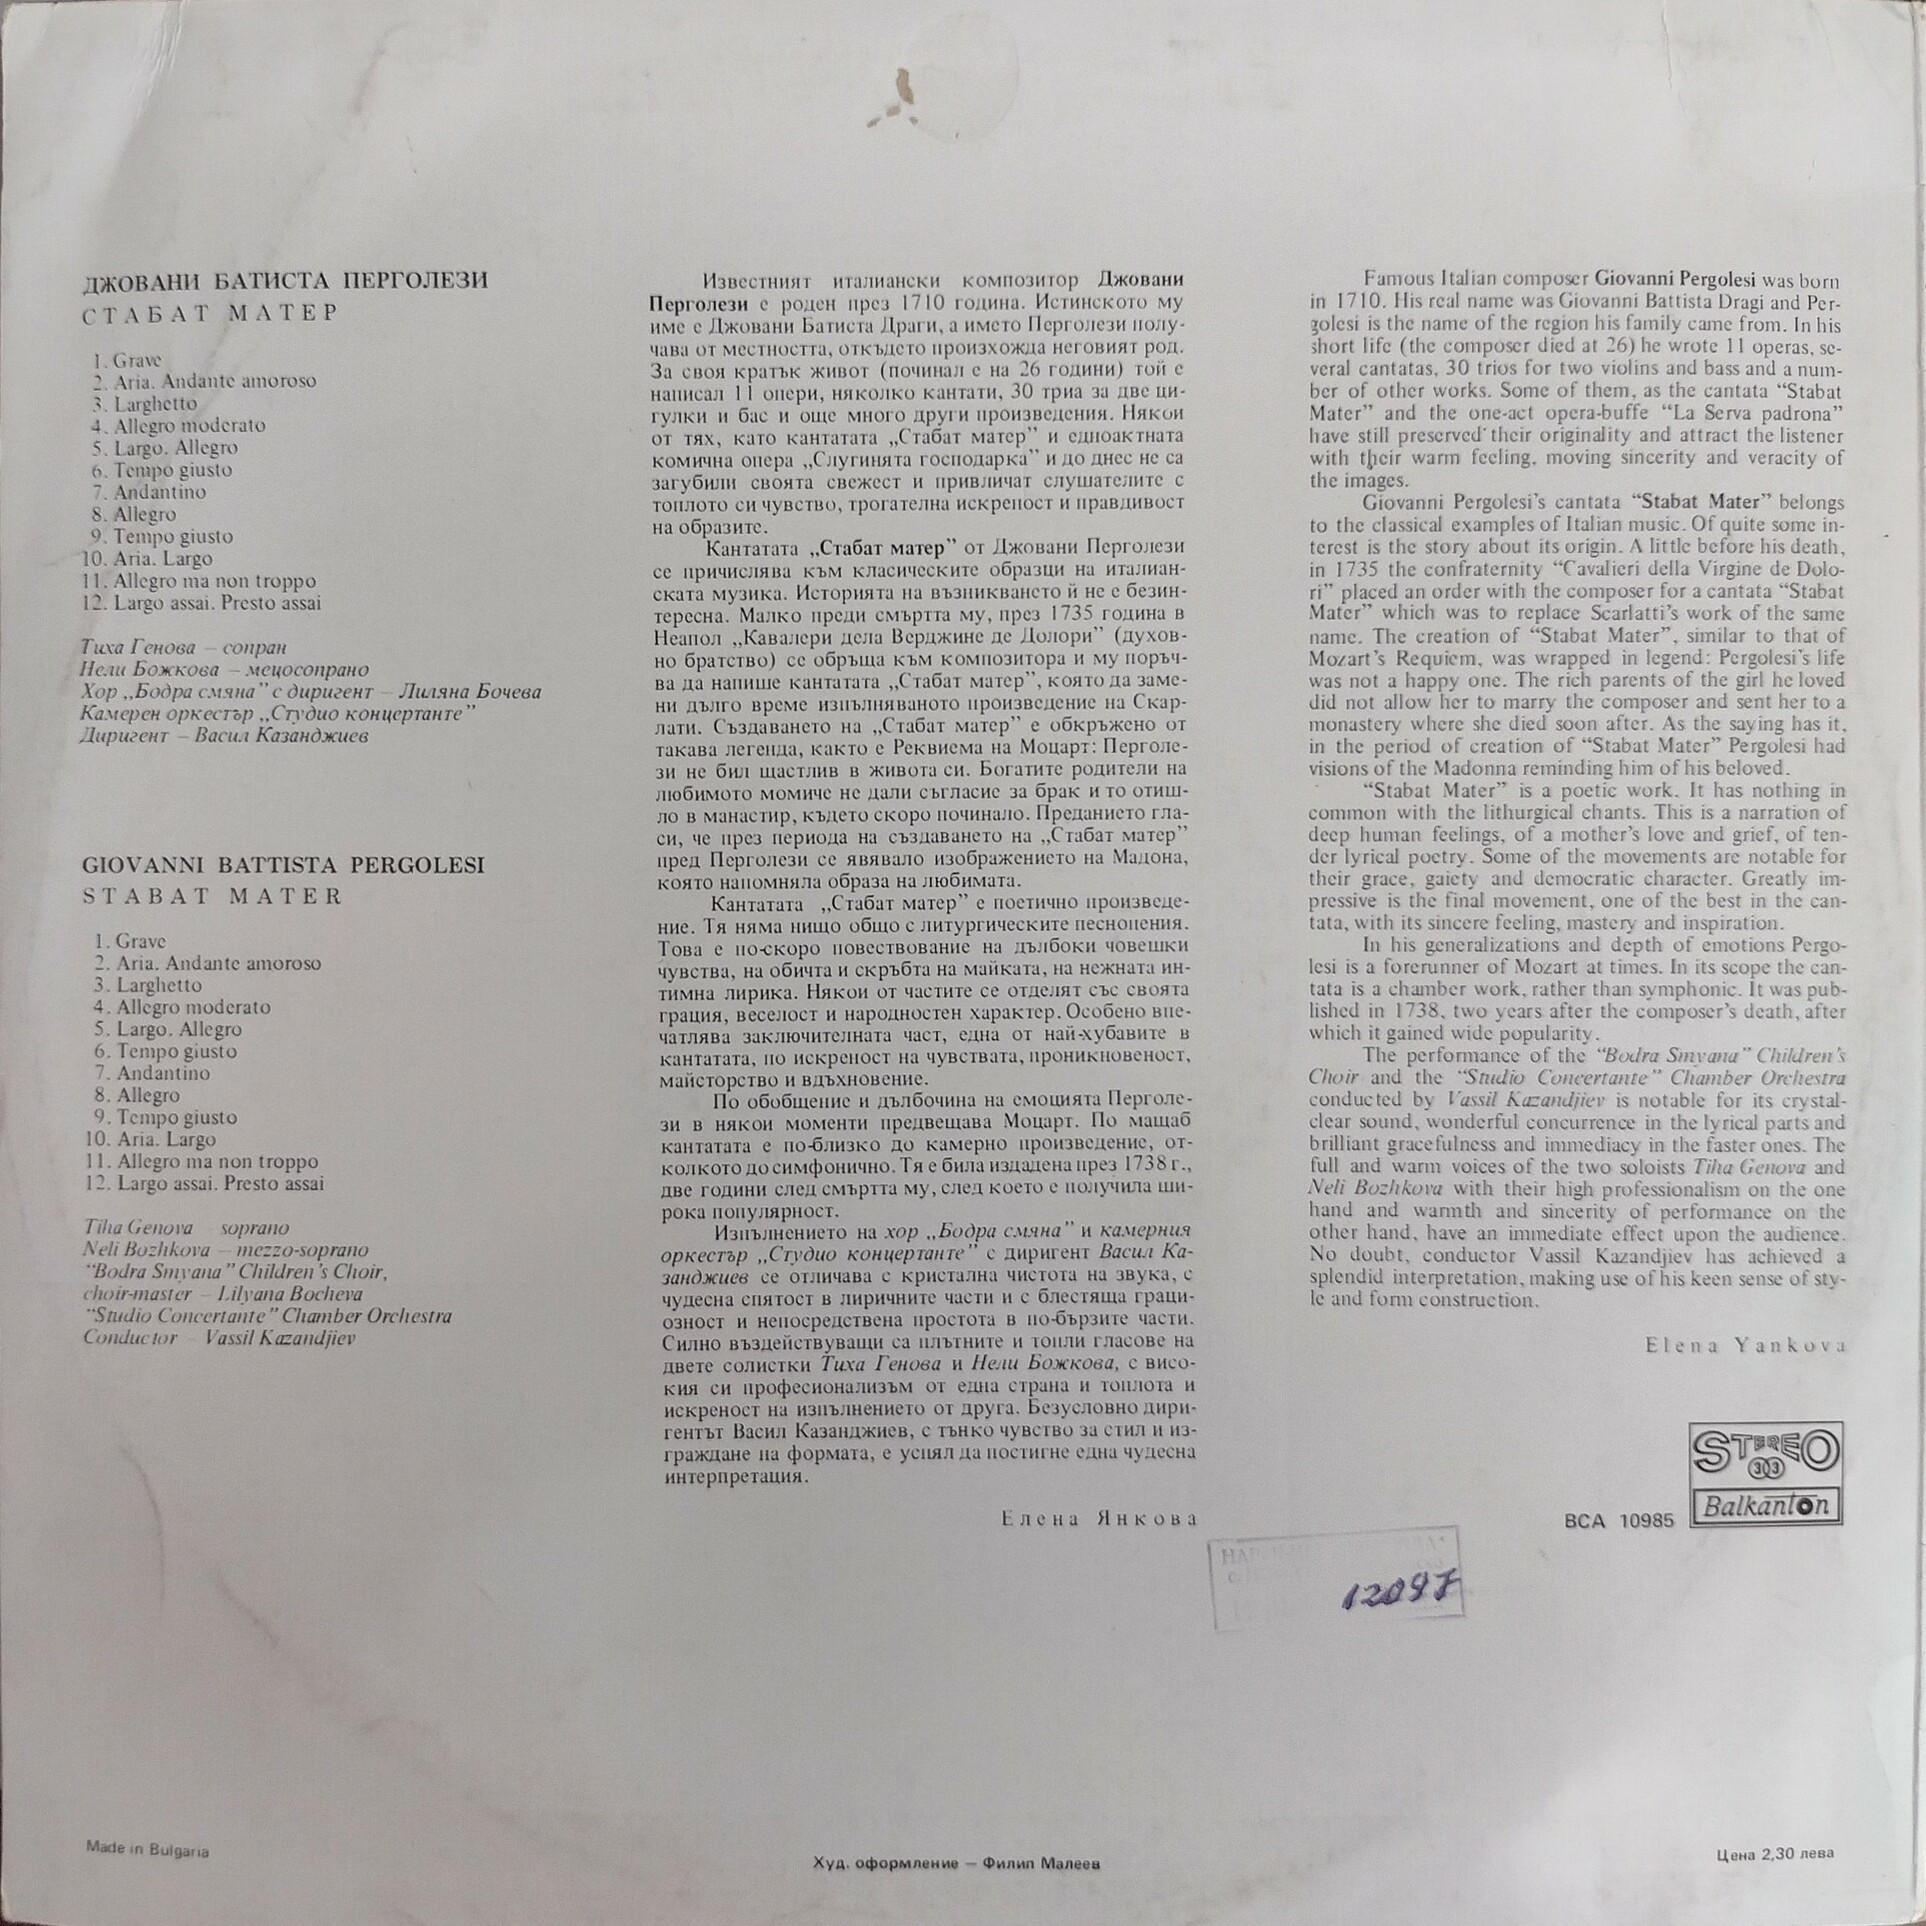 ДЖОВАНИ БАТИСТА ПЕРГОЛЕЗИ
СТАБАТ МАТЕР
1. Grave
2. Aria. Andante amoroso
3. Larghetto
4. Allegro moderato
5. Largo. Allegro
6. Tempo giusto
7. Andantino
8. Allegro
9. Tempo giusto
10. Aria. Largo
11. Allegro ma non troppo
12. Largo assai. Presto assai
Тиха Генова – сопран
Нели Божкова – мецосопрано
Хор „Бодра смяна” с диригент – Лиляна Бочева
Камерен оркестър „Студио концертанте”
Диригент – Васил Казанджиев
GIOVANNI BATTISTA PERGOLESI
STABAT MATER
1. Grave
2. Aria. Andante amoroso
3. Larghetto
4. Allegro moderato
5. Largo. Allegro
6. Tempo giusto
7. Andantino
8. Allegro
9. Tempo giusto
10. Aria. Largo
11. Allegro ma non troppo
12. Largo assai. Presto assai
Tiha Genova – soprano
Neli Bozhkova – mezzo-soprano
“Bodra Smyana” Children’s Choir,
choir-master – Lilyana Bocheva
“Studio Concertante” Chamber Orchestra
Conductor – Vassil Kazandjiev
Известният италиански композитор Джовани
Перголези е роден през 1710 година. Истинското му
име е Джовани Батиста Драги, а името Перголези полу-
чава от местността, откъдето произхожда неговият род.
За своя кратък живот (починал е на 26 години) той е
написал 11 опери, няколко кантати, 30 триа за две ци-
гулки и бас и още много други произведения. Някои
от тях, като кантатата „Стабат матер” и едноактната
комична опера „Слугинята господарка” и до днес не са
загубили своята свежест и привличат слушателите с
топлото си чувство, трогателна искреност и правдивост
на образите.
Кантатата „Стабат матер” от Джовани Перголези
се причислява към класическите образци на италиан-
ската музика. Историята на възникването й не е безин-
тересна. Малко преди смъртта му, през 1735 година в
Неапол „Кавалери дела Верджине де Долори” (духов-
но братство) се обръща към композитора и му поръч-
ва да напише кантатата „Стабат матер”, която да заме-
ни дълго време изпълняваното произведение на Скар-
лати. Създаването на „Стабат матер” е обкръжено от
такава легенда, както е Реквиема на Моцарт: Перголе-
зи не бил щастлив в живота си. Богатите родители на
любимото момиче не дали съгласие за брак и то отиш-
ло в манастир, където скоро починало. Преданието гла-
си, че през периода на създаването на „Стабат матер”
пред Перголези се явявало изображението на Мадона,
която напомняла образа на любимата.
Кантатата „Стабат матер” е поетично произведе-
ние. Тя няма нищо общо с литургическите песнопения.
Това е по-скоро повествование на дълбоки човешки
чувства, на обичта и скръбта на майката, на нежната ин-
тимна лирика. Някои от частите се отделят със своята
грация, веселост и народностен характер. Особено впе-
чатлява заключителната част, една от най-хубавите в
кантатата, по искреност на чувствата, проникновеност,
майсторство и вдъхновение.
По обобщение и дълбочина на емоцията Перголе-
зи в някои моменти предвещава Моцарт. По мащаб
кантатата е по-близко до камерно произведение, от-
колкото до симфонично. Тя е била издадена през 1738 г.,
две години след смъртта му, след което е получила ши-
рока популярност.
Изпълнението на хор „Бодра смяна” и камерния
оркестър „Студио концертанте” с диригент Васил Ка-
занджиев се отличава с кристална чистота на звука, с
чудесна спятост в лиричните части и с блестяща граци-
озност и непосредствена простота в по-бързите части.
Силно въздействуващи са плътните и топли гласове на
двете солистки Тиха Генова и Нели Божкова, с висо-
кия си професионализъм от една страна и топлота и
искреност на изпълнението от друга. Безусловно дири-
гентът Васил Казанджиев, с тънко чувство за стил и из-
граждане на формата, е успял да постигне една чудесна
интерпретация.
Елена Янкова
Famous Italian composer Giovanni Pergolesi was born
in 1710. His real name was Giovanni Battista Dragi and Per-
golesi is the name of the region his family came from. In his
short life (the composer died at 26) he wrote 11 operas, se-
veral cantatas, 30 trios for two violins and bass and a num-
ber of other works. Some of them, as the cantata “Stabat
Mater” and the one-act opera-buffe “La Serva padrona”
have still preserved their originality and attract the listener
with their warm feeling, moving sincerity and veracity of
the images.
Giovanni Pergolesi’s cantata “Stabat Mater” belongs
to the classical examples of Italian music. Of quite some in-
terest is the story about its origin. A little before his death,
in 1735 the confraternity “Cavalieri della Virgine de Dolo-
ri” placed an order with the composer for a cantata “Stabat
Mater” which was to replace Scarlatti’s work of the same
name. The creation of “Stabat Mater”, similar to that of
Mozart’s Requiem, was wrapped in legend: Pergolesi’s life
was not a happy one. The rich parents of the girl he loved
did not allow her to marry the composer and sent her to a
monastery where she died soon after. As the saying has it,
in the period of creation of “Stabat Mater” Pergolesi had
visions of the Madonna reminding him of his beloved.
“Stabat Mater” is a poetic work. It has nothing in
common with the lithurgical chants. This is a narration of
deep human feelings, of a mother’s love and grief, of ten-
der lyrical poetry. Some of the movements are notable for
their grace, gaiety and democratic character. Greatly im-
pressive is the final movement, one of the best in the can-
tata, with its sincere feeling, mastery and inspiration.
In his generalizations and depth of emotions Pergo-
lesi is a forerunner of Mozart at times. In its scope the can-
tata is a chamber work, rather than symphonic. It was pub-
lished in 1738, two years after the composer’s death, after
which it gained wide popularity.
The performance of the “Bodra Smyana” Children’s
Choir and the “Studio Concertante” Chamber Orchestra
conducted by Vassil Kazandjiev is notable for its crystal-
clear sound, wonderful concurrence in the lyrical parts and
brilliant gracefulness and immediacy in the faster ones. The
full and warm voices of the two soloists Tiha Genova and
Neli Bozhkova with their high professionalism on the one
hand and warmth and sincerity of performance on the
other hand, have an immediate effect upon the audience.
No doubt, conductor Vassil Kazandjiev has achieved a
splendid interpretation, making use of his keen sense of sty-
le and form construction.
Elena Yankova
STEREO
33
Balkanton
BCA 10985
12097
Made in Bulgaria
Худ. оформление – Филип Малеев
Цена 2,30 лева